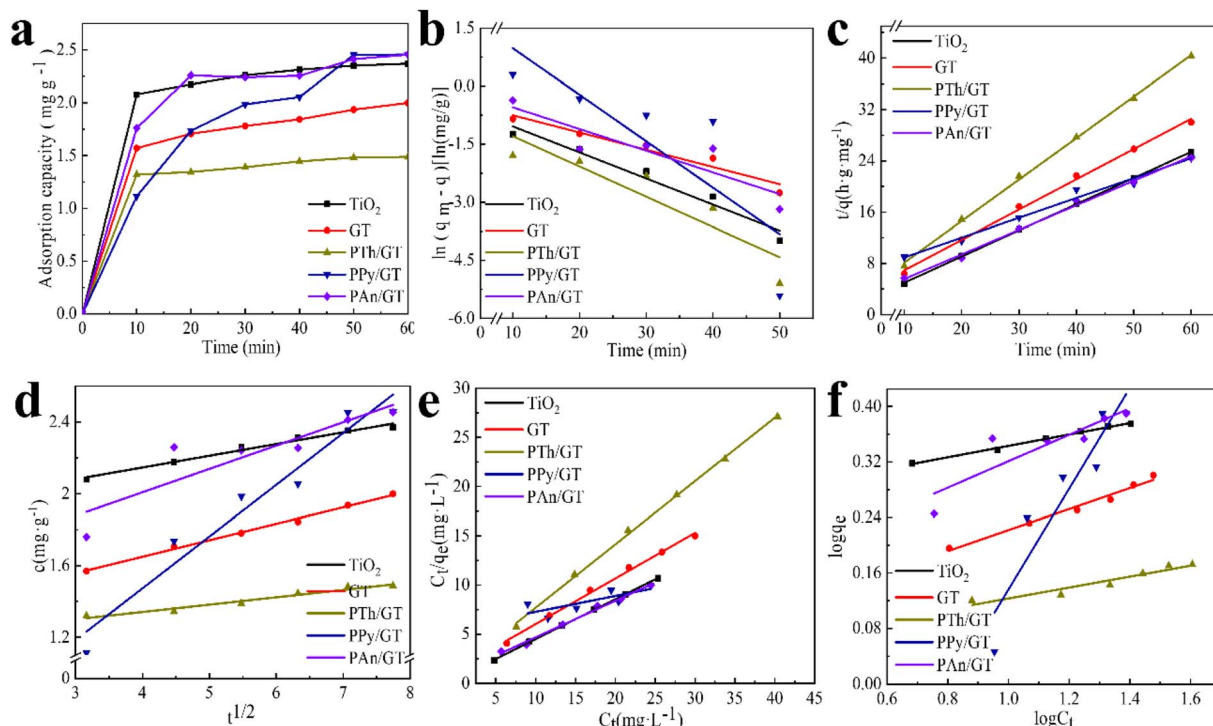 a
Adsorption capacity ( mg g⁻¹ )
2.5
2.0
1.5
1.0
0.5
0.0
0 10 20 30 40 50 60
Time (min)
TiO₂
GT
PTh/GT
PPy/GT
PAn/GT
b
ln ( q m - q )[ln(mg/g)]
1.5
0.0
-1.5
-3.0
-4.5
-6.0
0 10 20 30 40 50
Time (min)
TiO₂
GT
PTh/GT
PPy/GT
PAn/GT
c
t/q(h·g·mg⁻¹)
40
32
24
16
8
0
0 10 20 30 40 50 60
Time (min)
TiO₂
GT
PTh/GT
PPy/GT
PAn/GT
d
c(mg·g⁻¹)
2.4
2
1.6
1.2
0
3 4 5 6 7 8
t^1/2
TiO₂
GT
PTh/GT
PPy/GT
PAn/GT
e
Cₜ/qₑ(mg·L⁻¹)
30
25
20
15
10
5
0
5 10 15 20 25 30 35 40 45
Cₜ(mg·L⁻¹)
TiO₂
GT
PTh/GT
PPy/GT
PAn/GT
f
logqₑ
0.40
0.32
0.24
0.16
0.08
0.00
0.8 1.0 1.2 1.4 1.6
logCₜ
TiO₂
GT
PTh/GT
PPy/GT
PAn/GT